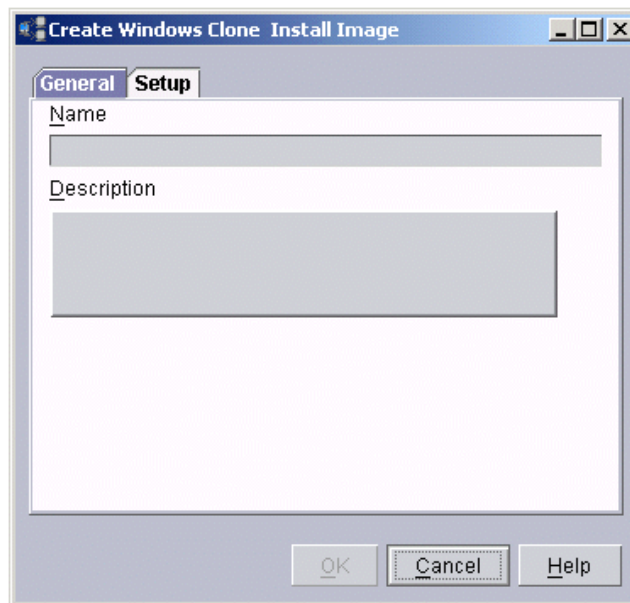 Create Windows Clone  Install Image
General Setup
Name
Description
OK Cancel Help